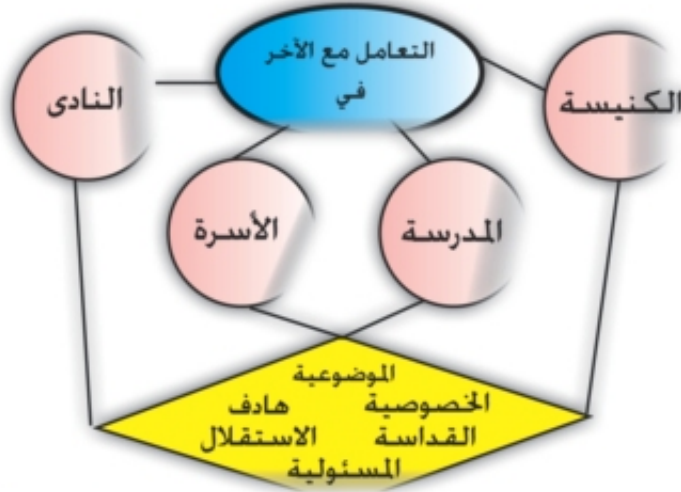 التعامل مع الآخر
في
الكنيسة
النادى
المدرسة
الأسرة
الموضوعية
الخصوصية هادف
القداسة الاستقلال
المسئولية